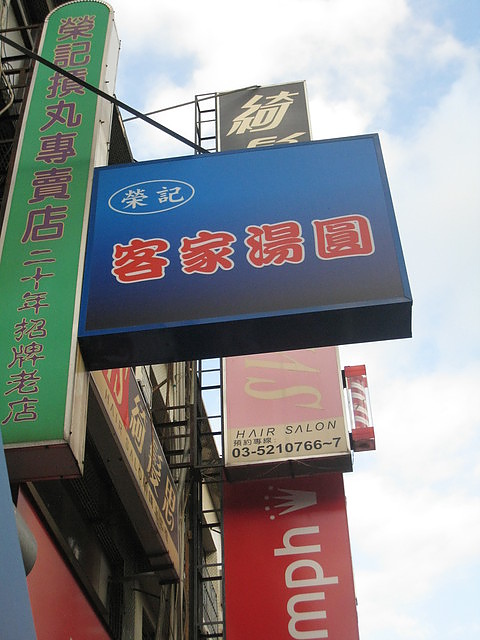 榮記摃丸專賣店
二十年招牌老店
綺
榮記
客家湯圓
HAIR SALON
預約專線:
03-5210766~7
mph